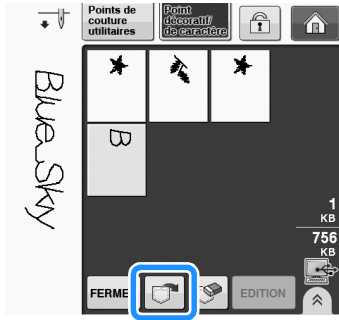 Points de
couture
utilitaires
Point
décoratif/
de caractère
Blue_Sky
B
1
KB
756
KB
FERME
EDITION